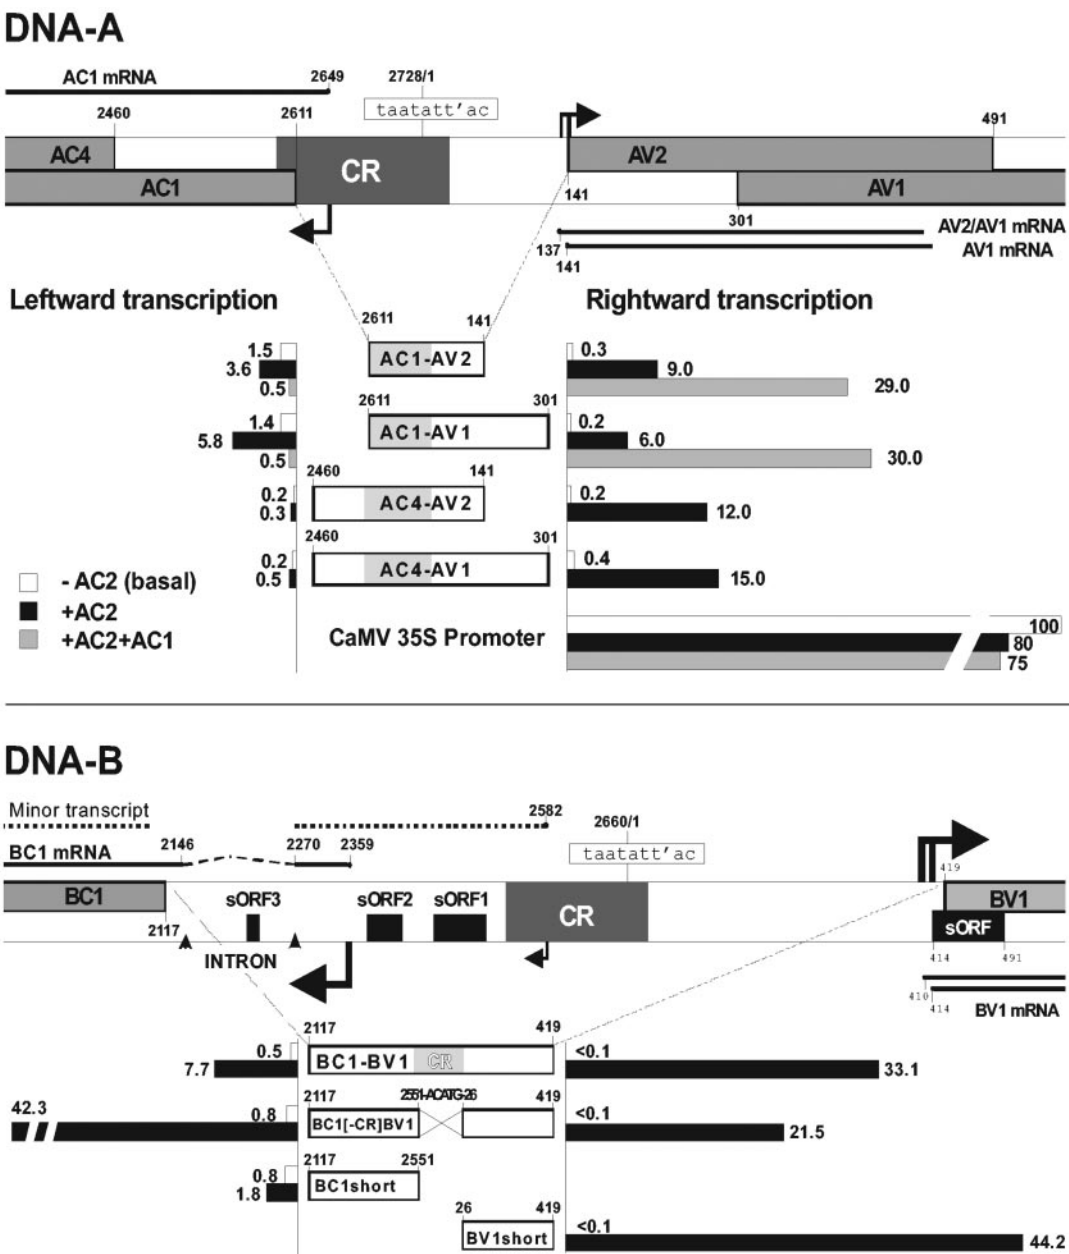 DNA-A
AC1 mRNA
2649
2728/1
taatatt'ac
2460
2611
491
AC4
CR
AV2
AC1
141
AV1
301
AV2/AV1 mRNA
137
AV1 mRNA
141
Leftward transcription
Rightward transcription
2611
141
1.5
AC1-AV2
0.3
3.6
9.0
0.5
29.0
2611
301
1.4
AC1-AV1
0.2
5.8
6.0
0.5
30.0
2460
141
0.2
AC4-AV2
0.2
0.3
12.0
2460
301
0.2
AC4-AV1
0.4
0.5
15.0
- AC2 (basal)
+AC2
+AC2+AC1
CaMV 35S Promoter
100
80
75
DNA-B
Minor transcript
2582
2660/1
BC1 mRNA
2146
2270
2359
taatatt'ac
419
BC1
sORF3
sORF2
sORF1
CR
BV1
sORF
2117
INTRON
414
491
410
414
BV1 mRNA
2117
419
0.5
BC1-BV1
CR
<0.1
7.7
33.1
2117
2551-ACATG-26
419
42.3
0.8
BC1[-CR]BV1
<0.1
21.5
2117
2551
0.8
BC1short
1.8
26
419
BV1short
<0.1
44.2